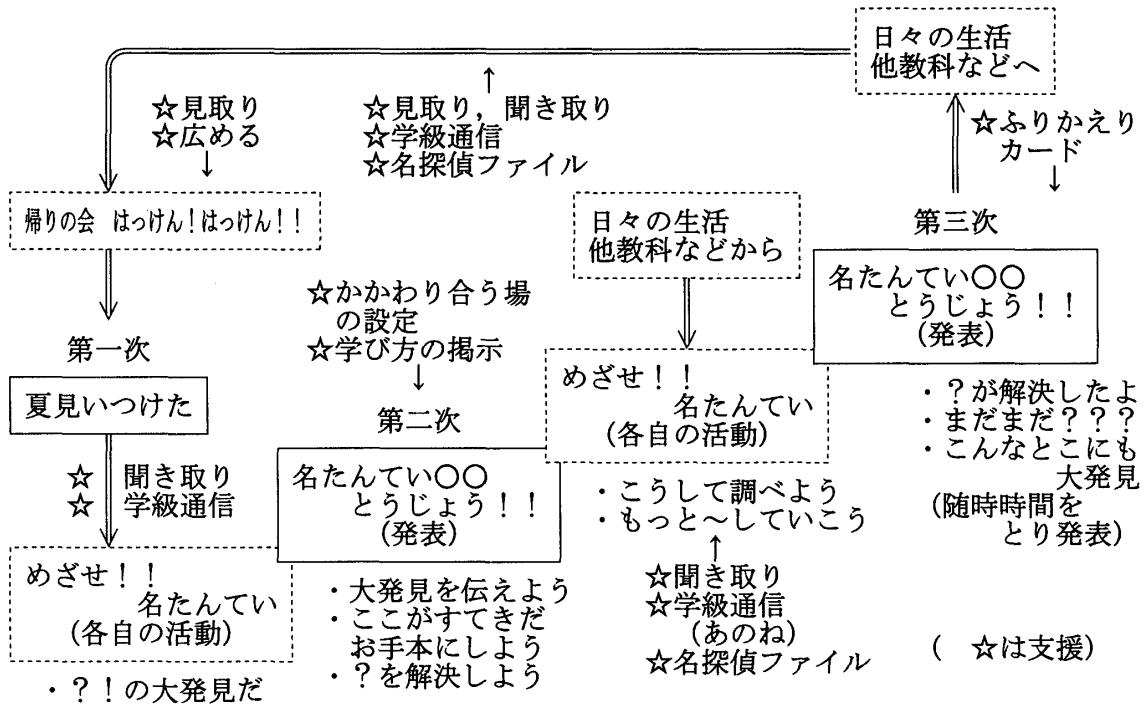 日々の生活
他教科などへ
☆見取り
☆広める
↓
↑
☆見取り，聞き取り
☆学級通信
☆名探偵ファイル
☆ふりかえり
カード
↓
帰りの会　はっけん！はっけん！！
第一次
夏見いつけた
☆　聞き取り
☆　学級通信
めざせ！！
名たんてい
（各自の活動）
・？！の大発見だ
☆かかわり合う場
の設定
☆学び方の掲示
↓
第二次
名たんてい〇〇
とうじょう！！
（発表）
・大発見を伝えよう
・ここがすてきだ
お手本にしよう
・？を解決しよう
日々の生活
他教科などから
めざせ！！
名たんてい
（各自の活動）
・こうして調べよう
・もっと～していこう
↑
☆聞き取り
☆学級通信
（あのね）
☆名探偵ファイル
第三次
名たんてい〇〇
とうじょう！！
（発表）
・？が解決したよ
・まだまだ？？？
・こんなとこにも
大発見
（随時時間を
とり発表）
（　☆は支援）